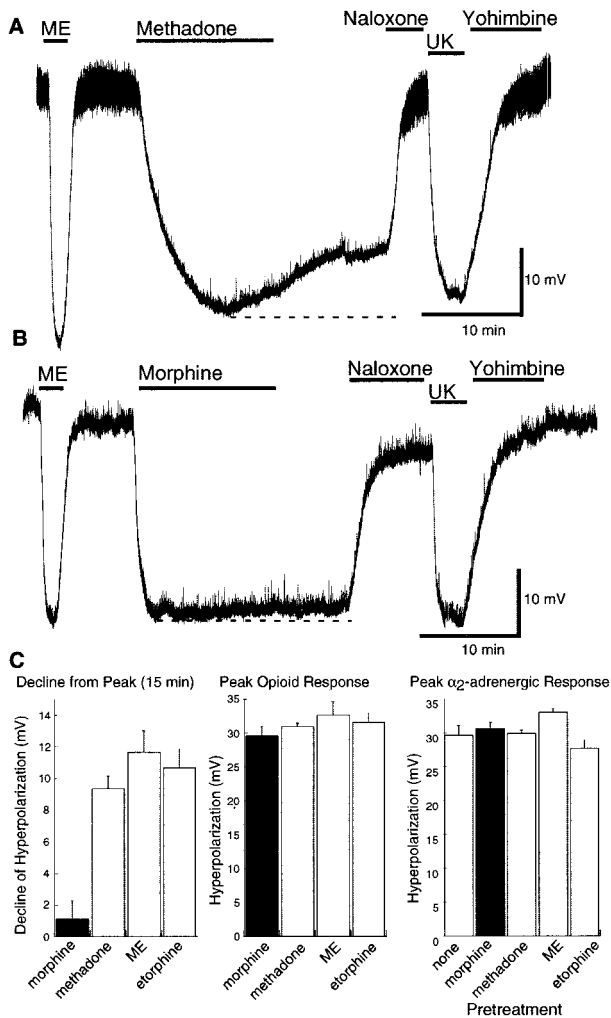 A
ME
Methadone
Naloxone
UK
Yohimbine
10 mV
10 min
B
ME
Morphine
Naloxone
UK
Yohimbine
10 mV
10 min
C
Decline from Peak (15 min)
Decline of Hyperpolarization (mV)
14
12
10
8
6
4
2
0
morphine
methadone
ME
etorphine
Peak Opioid Response
Hyperpolarization (mV)
35
30
25
20
15
10
5
0
morphine
methadone
ME
etorphine
Peak α2-adrenergic Response
Hyperpolarization (mV)
35
30
25
20
15
10
5
0
none
morphine
methadone
ME
etorphine
Pretreatment